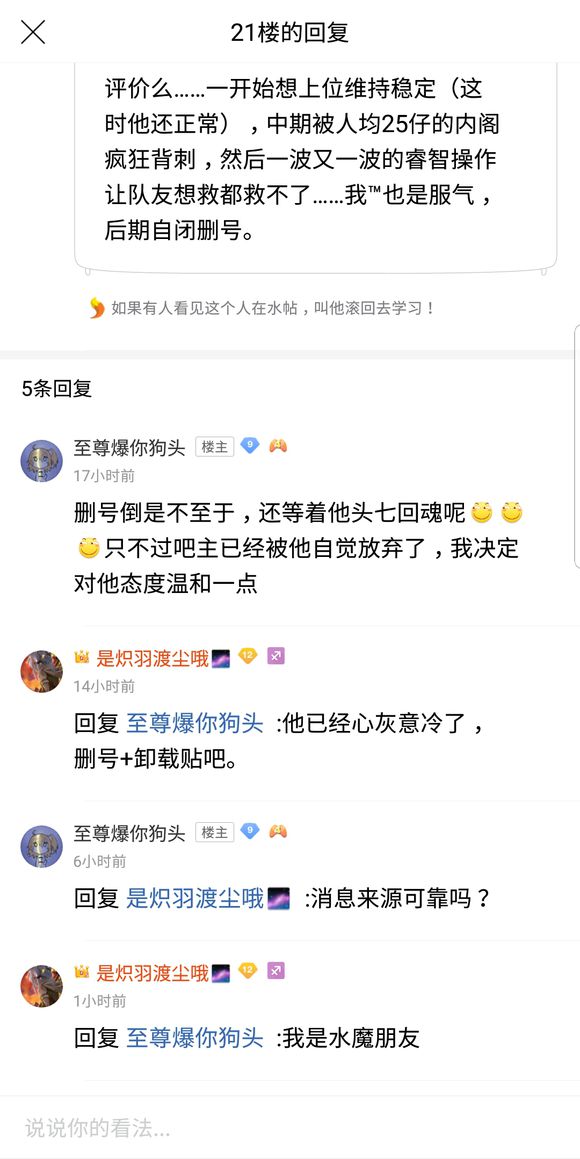 21楼的回复
评价么……一开始想上位维持稳定（这
时他还正常），中期被人均25仔的内阁
疯狂背刺，然后一波又一波的睿智操作
让队友想救都救不了……我™也是服气，
后期自闭删号。
如果有人看见这个人在水帖，叫他滚回去学习！
5条回复
至尊爆你狗头 楼主 9 4
17小时前
删号倒是不至于，还等着他头七回魂呢
只不过吧主已经被他自觉放弃了，我决定
对他态度温和一点
是炽羽渡尘哦 12
14小时前
回复 至尊爆你狗头 :他已经心灰意冷了，
删号+卸载贴吧。
至尊爆你狗头 楼主 9 4
6小时前
回复 是炽羽渡尘哦 :消息来源可靠吗？
是炽羽渡尘哦 12
1小时前
回复 至尊爆你狗头 :我是水魔朋友
说说你的看法...